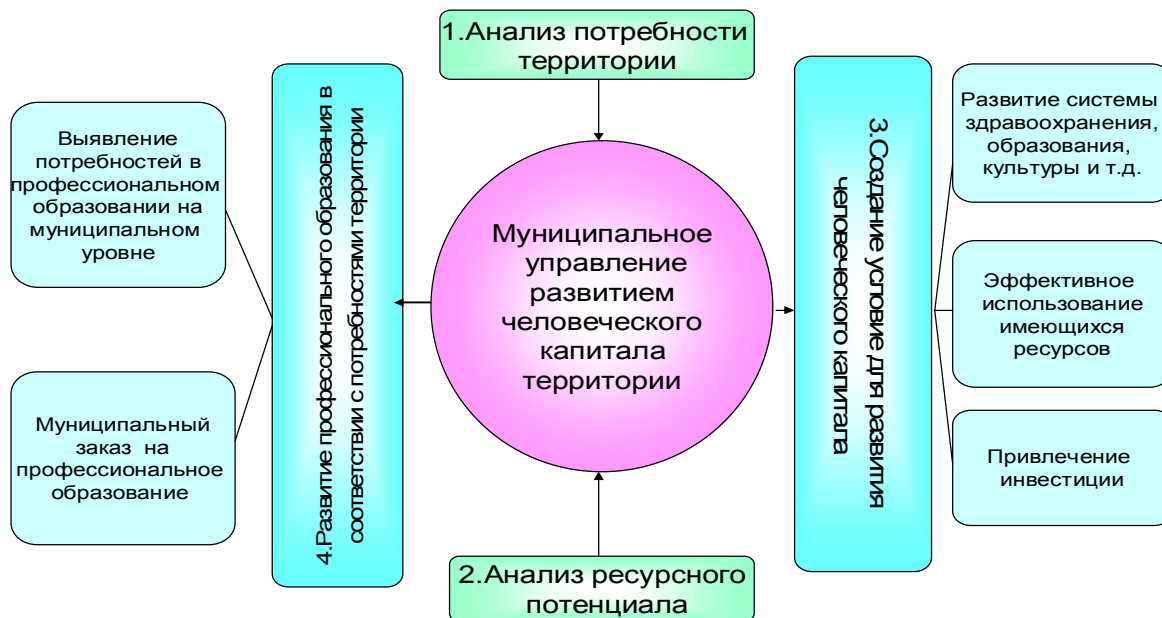 1.Анализ потребности
территории
Выявление
потребностей в
профессиональном
образовании на
муниципальном
уровне
Муниципальный
заказ на
профессиональное
образование
4.Развитие профессионального образования в
соответствии с потребностями территории
Муниципальное
управление
развитием
человеческого
капитала
территории
3.Создание условие для развития
человеческого капитала
Развитие системы
здравоохранения,
образования,
культуры и т.д.
Эффективное
использование
имеющихся
ресурсов
Привлечение
инвестиции
2.Анализ ресурсного
потенциала